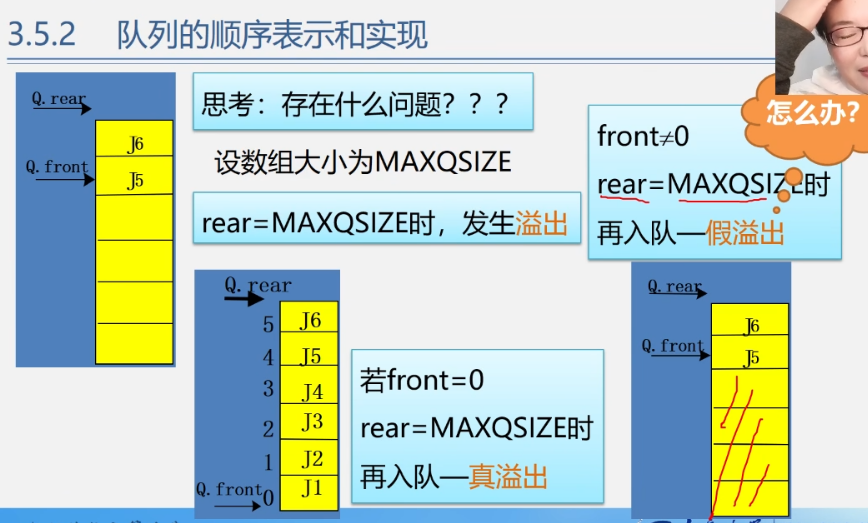 3.5.2 队列的顺序表示和实现
Q.rear
J6
Q.front
J5
思考：存在什么问题？？？
设数组大小为MAXQSIZE
rear=MAXQSIZE时，发生溢出
front≠0
rear=MAXQSIZE时
再入队—假溢出
怎么办？
Q.rear
5 J6
4 J5
3 J4
2 J3
1 J2
Q.front 0 J1
若front=0
rear=MAXQSIZE时
再入队—真溢出
Q.rear
J6
Q.front
J5